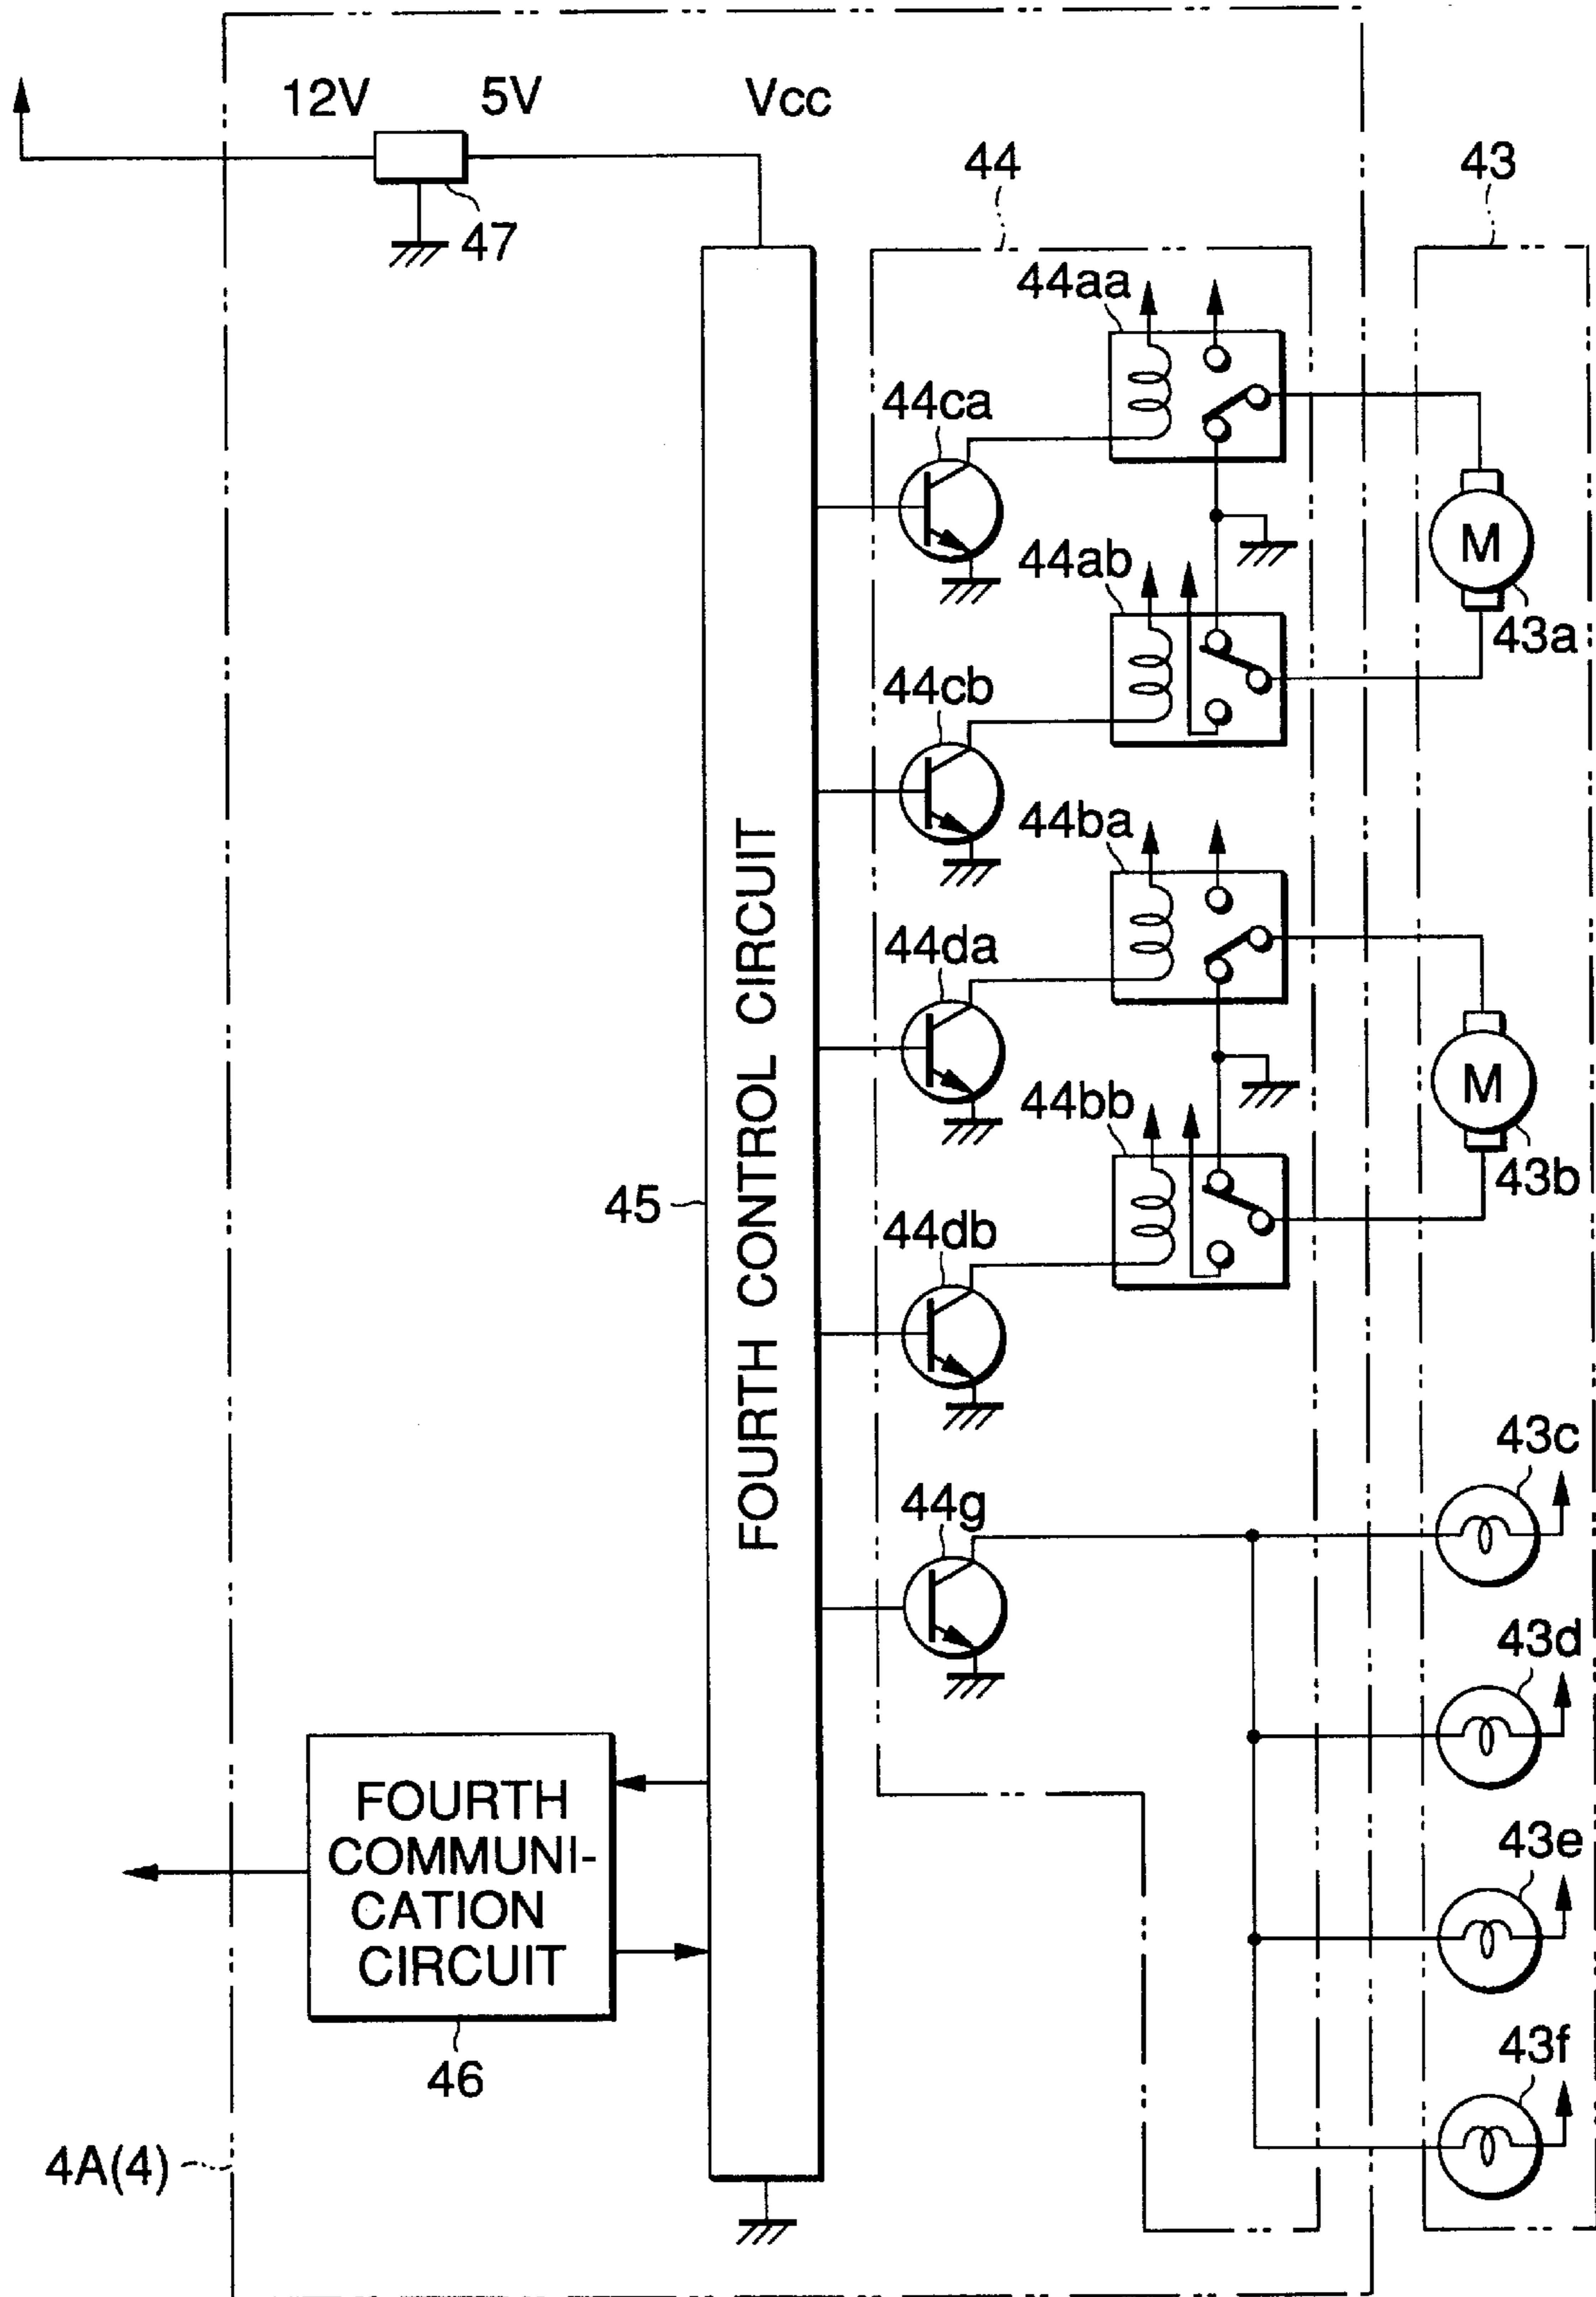 12V
5V
Vcc
47
44
43
44aa
44ca
M
43a
44ab
44cb
44ba
44da
M
43b
44bb
45
44db
FOURTH CONTROL CIRCUIT
43c
44g
43d
FOURTH
COMMUNI-
CATION
CIRCUIT
46
43e
43f
4A(4)